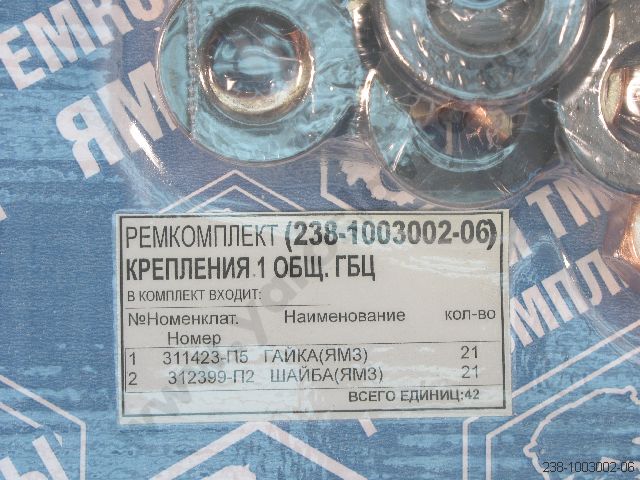 ЯМ
РЕМКОМПЛЕКТ (238-1003002-06)
КРЕПЛЕНИЯ 1 ОБЩ. ГБЦ
В КОМПЛЕКТ ВХОДИТ:
№Номенклат. Наименование кол-во
Номер
1 311423-П5 ГАЙКА(ЯМЗ) 21
2 312399-П2 ШАЙБА(ЯМЗ) 21
ВСЕГО ЕДИНИЦ:42
238-1003002-06